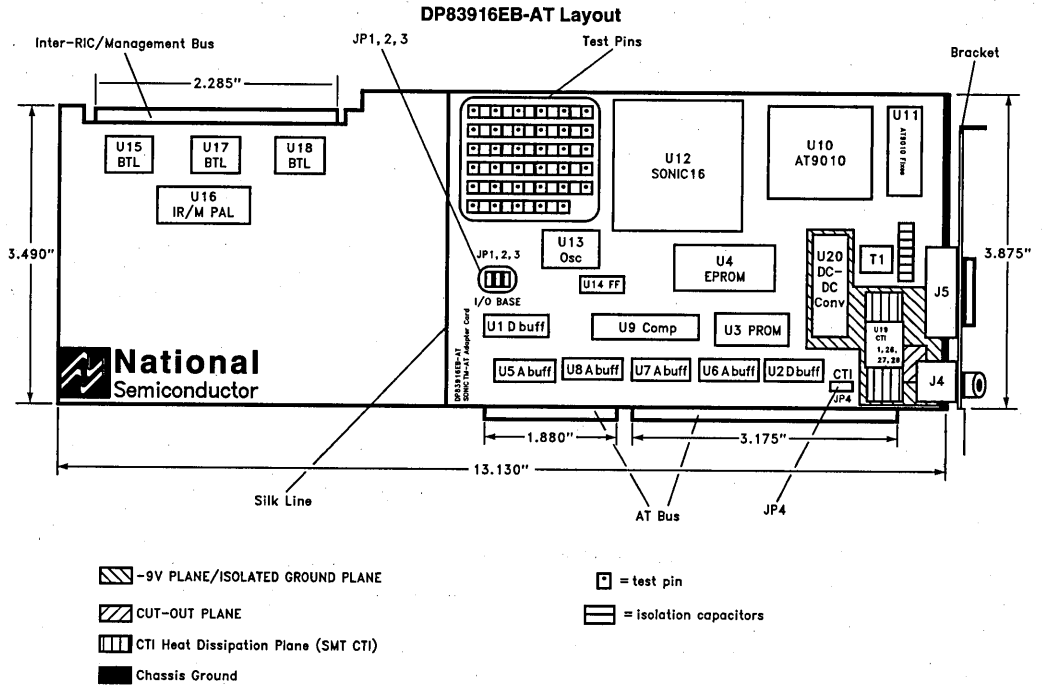 DP83916EB-AT Layout
Inter-RIC/Management Bus
JP1, 2, 3
Test Pins
Bracket
2.285"
U15
BTL
U17
BTL
U18
BTL
U16
IR/M PAL
U12
SONIC16
U10
AT9010
U11
AT9010 Fixes
3.490"
3.875"
JP1, 2, 3
I/O BASE
U13
Osc
U14 FF
U4
EPROM
U20
DC-
DC
Conv
T1
J5
U1 D buff
U9 Comp
U3 PROM
U19
CTI
1, 26,
27, 28
National
Semiconductor
DP83916EB-AT
SONICTM-AT Adapter Card
U5 A buff
U8 A buff
U7 A buff
U6 A buff
U2 D buff
CTI
JP4
J4
1.880"
3.175"
13.130"
Silk Line
AT Bus
JP4
-9V PLANE/ISOLATED GROUND PLANE
CUT-OUT PLANE
CTI Heat Dissipation Plane (SMT CTI)
Chassis Ground
= test pin
= isolation capacitors